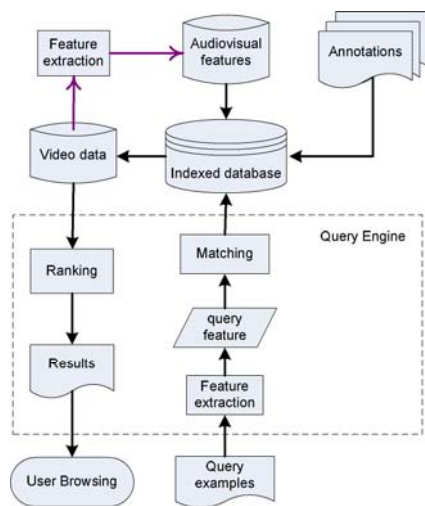 Feature
extraction
Audiovisual
features
Annotations
Video data
Indexed database
Query Engine
Matching
Ranking
query
feature
Results
Feature
extraction
User Browsing
Query
examples